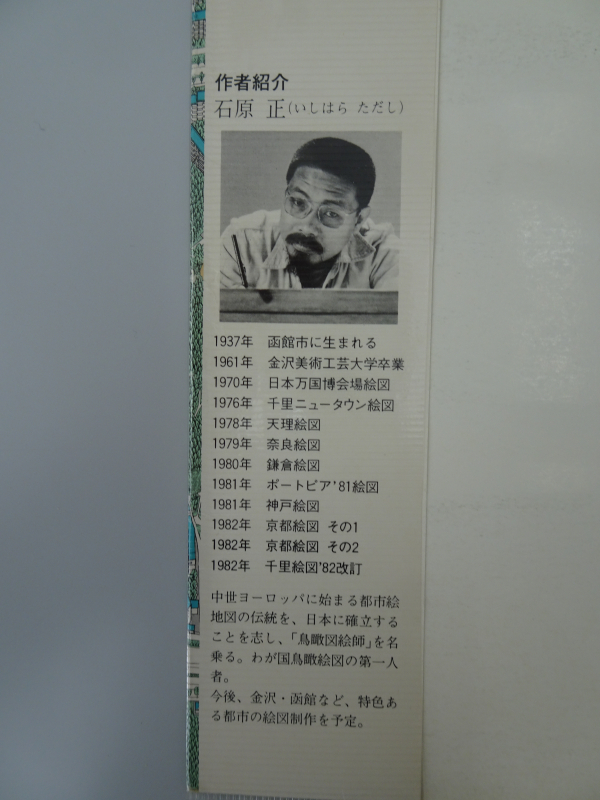 作者紹介
石原 正(いしはら ただし)
1937年 函館市に生まれる
1961年 金沢美術工芸大学卒業
1970年 日本万国博会場絵図
1976年 千里ニュータウン絵図
1978年 天理絵図
1979年 奈良絵図
1980年 鎌倉絵図
1981年 ポートピア'81絵図
1981年 神戸絵図
1982年 京都絵図 その1
1982年 京都絵図 その2
1982年 千里絵図'82改訂
中世ヨーロッパに始まる都市絵
地図の伝統を、日本に確立する
ことを志し、「鳥瞰図絵師」を名
乗る。わが国鳥瞰絵図の第一人
者。
今後、金沢・函館など、特色あ
る都市の絵図制作を予定。